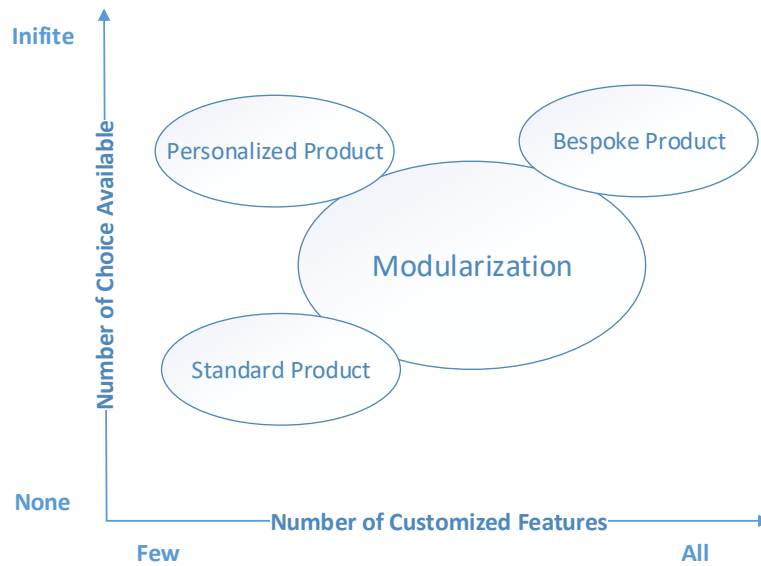 Inifite
Number of Choice Available
Personalized Product
Bespoke Product
Modularization
Standard Product
None
Number of Customized Features
Few
All